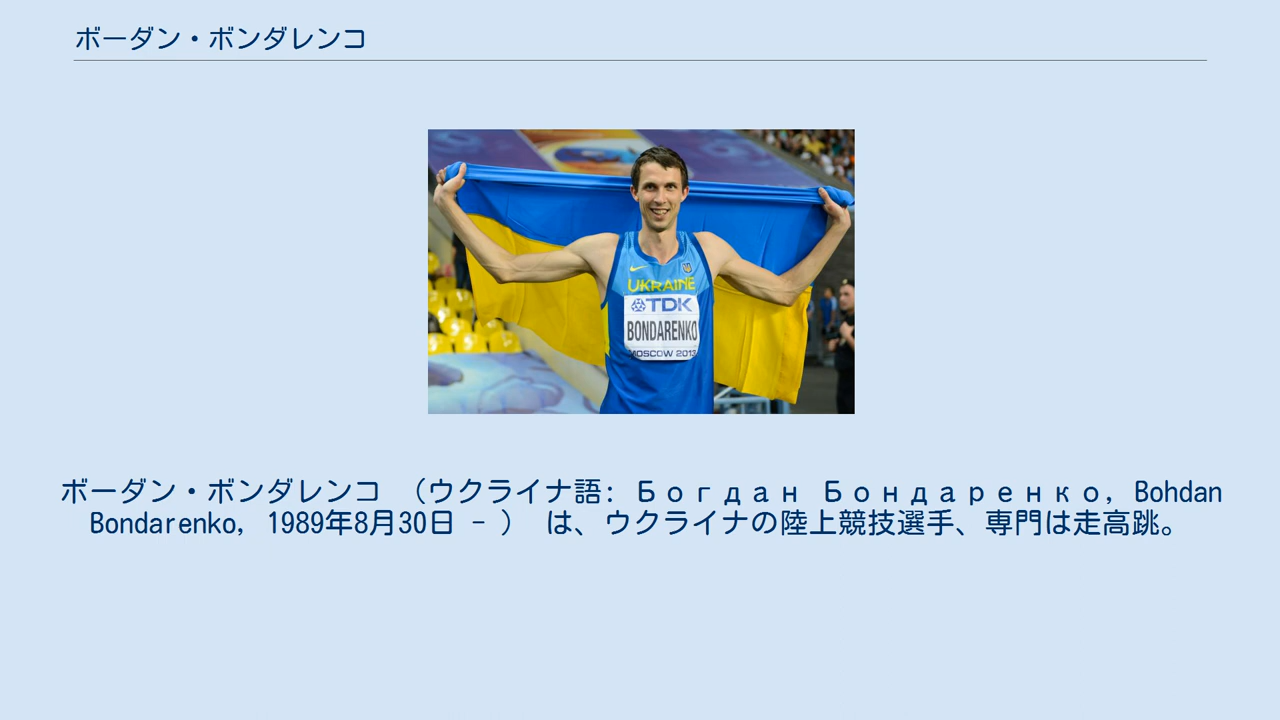 ボーダン・ボンダレンコ
UKRAINE
TDK
BONDARENKO
MOSCOW 2013
ボーダン・ボンダレンコ （ウクライナ語: Богдан Бондаренко, Bohdan
Bondarenko, 1989年8月30日 - ） は、ウクライナの陸上競技選手、専門は走高跳。